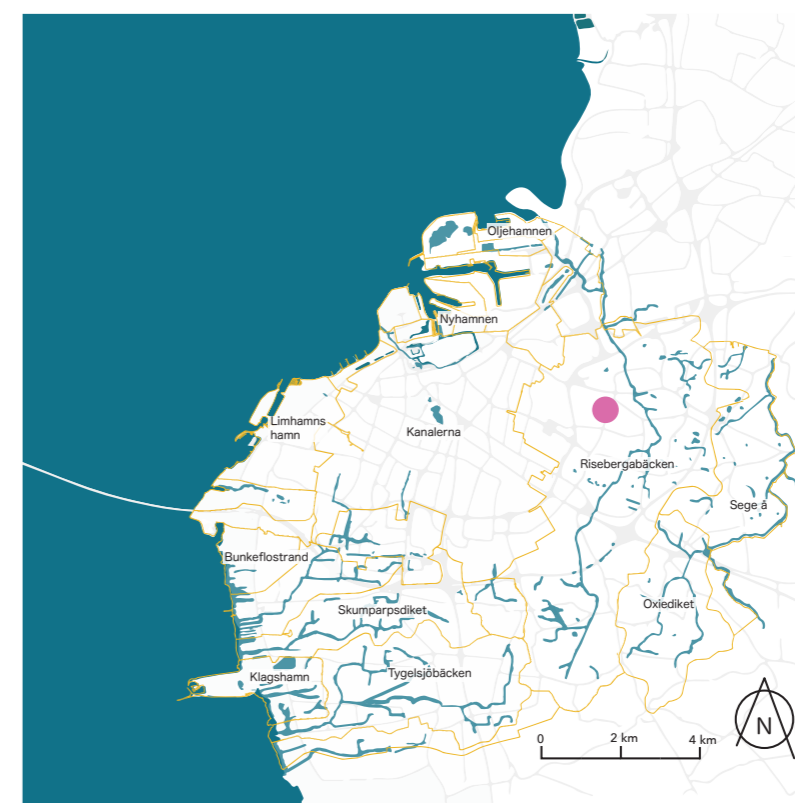 Oljehamnen
Nyhamnen
Limhamns
hamn
Kanalerna
Risebergabäcken
Sege å
Bunkeflostrand
Skumparpsdiket
Oxiediket
Klagshamn
Tygelsjöbäcken
N
0
2 km
4 km